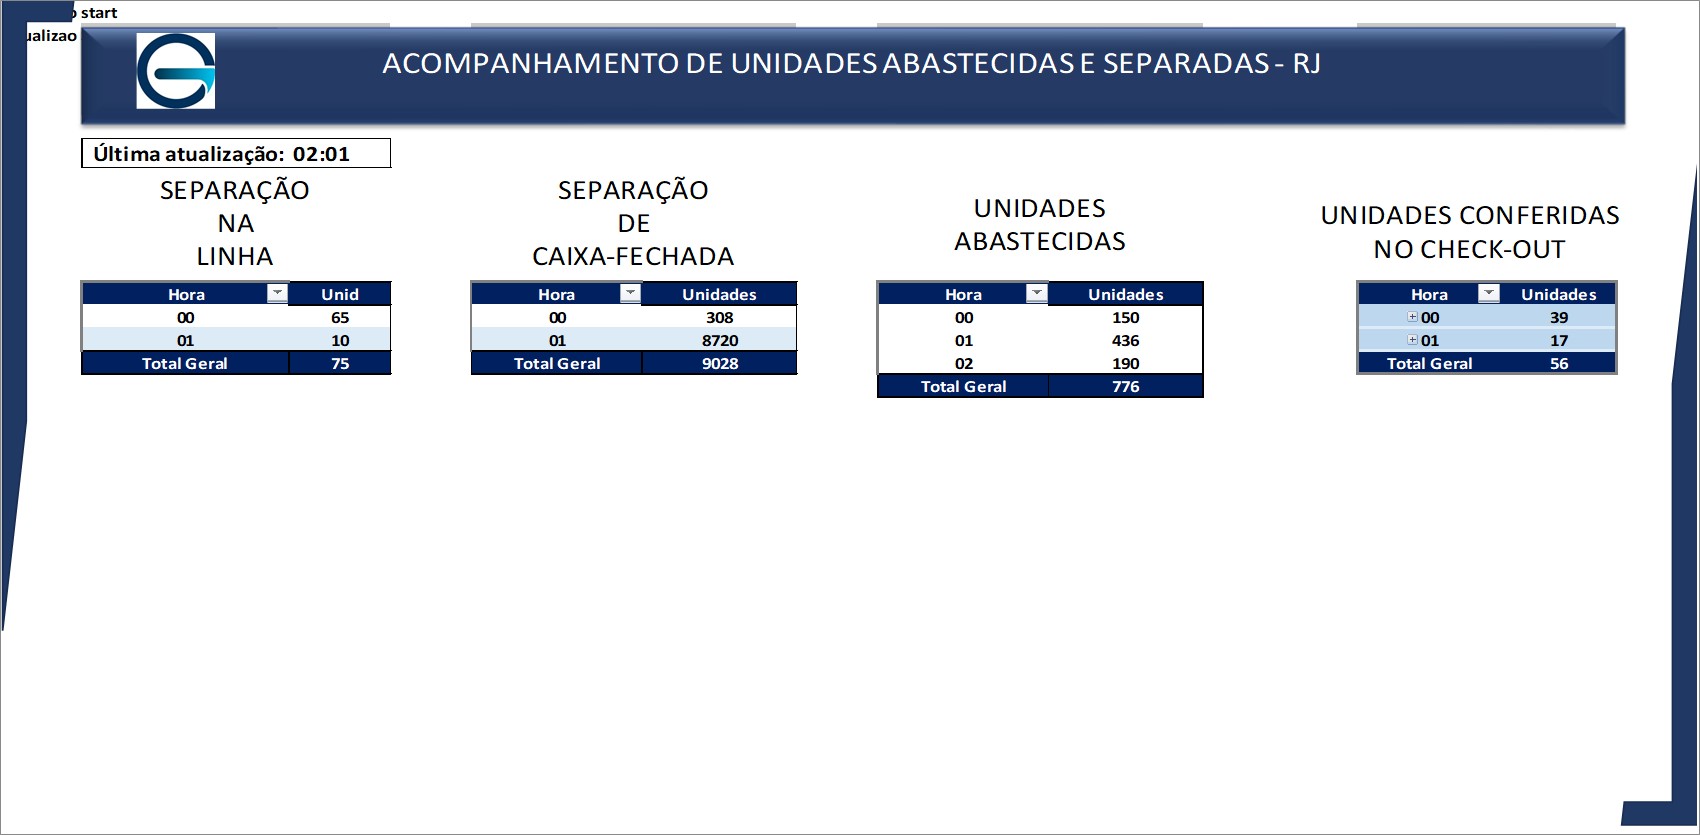 start
ACOMPANHAMENTO DE UNIDADES ABASTECIDAS E SEPARADAS - RJ
Última atualização: 02:01
SEPARAÇÃO
NA
LINHA
Hora Unid
00 65
01 10
Total Geral 75
SEPARAÇÃO
DE
CAIXA-FECHADA
Hora Unidades
00 308
01 8720
Total Geral 9028
UNIDADES
ABASTECIDAS
Hora Unidades
00 150
01 436
02 190
Total Geral 776
UNIDADES CONFERIDAS
NO CHECK-OUT
Hora Unidades
00 39
01 17
Total Geral 56